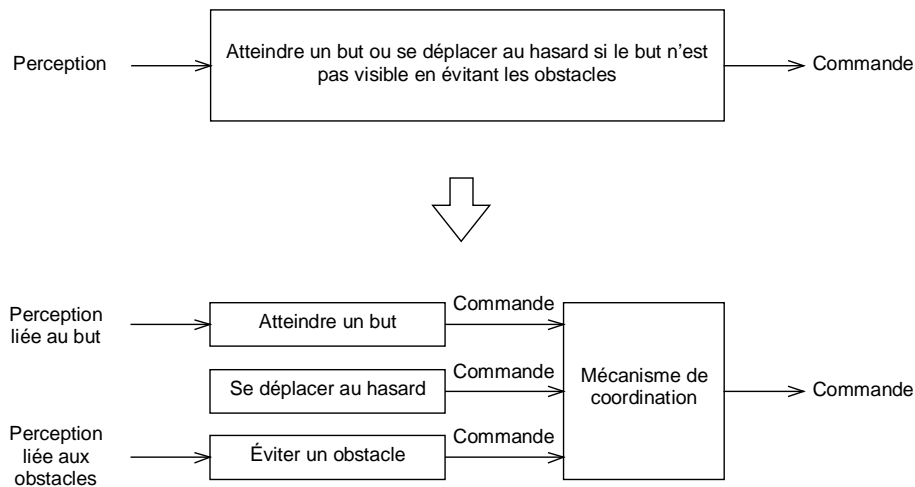 Atteindre un but ou se déplacer au hasard si le but n'est
pas visible en évitant les obstacles
Perception
Commande
Perception
liée au but
Atteindre un but
Commande
Se déplacer au hasard
Commande
Mécanisme de
coordination
Commande
Perception
liée aux
obstacles
Éviter un obstacle
Commande